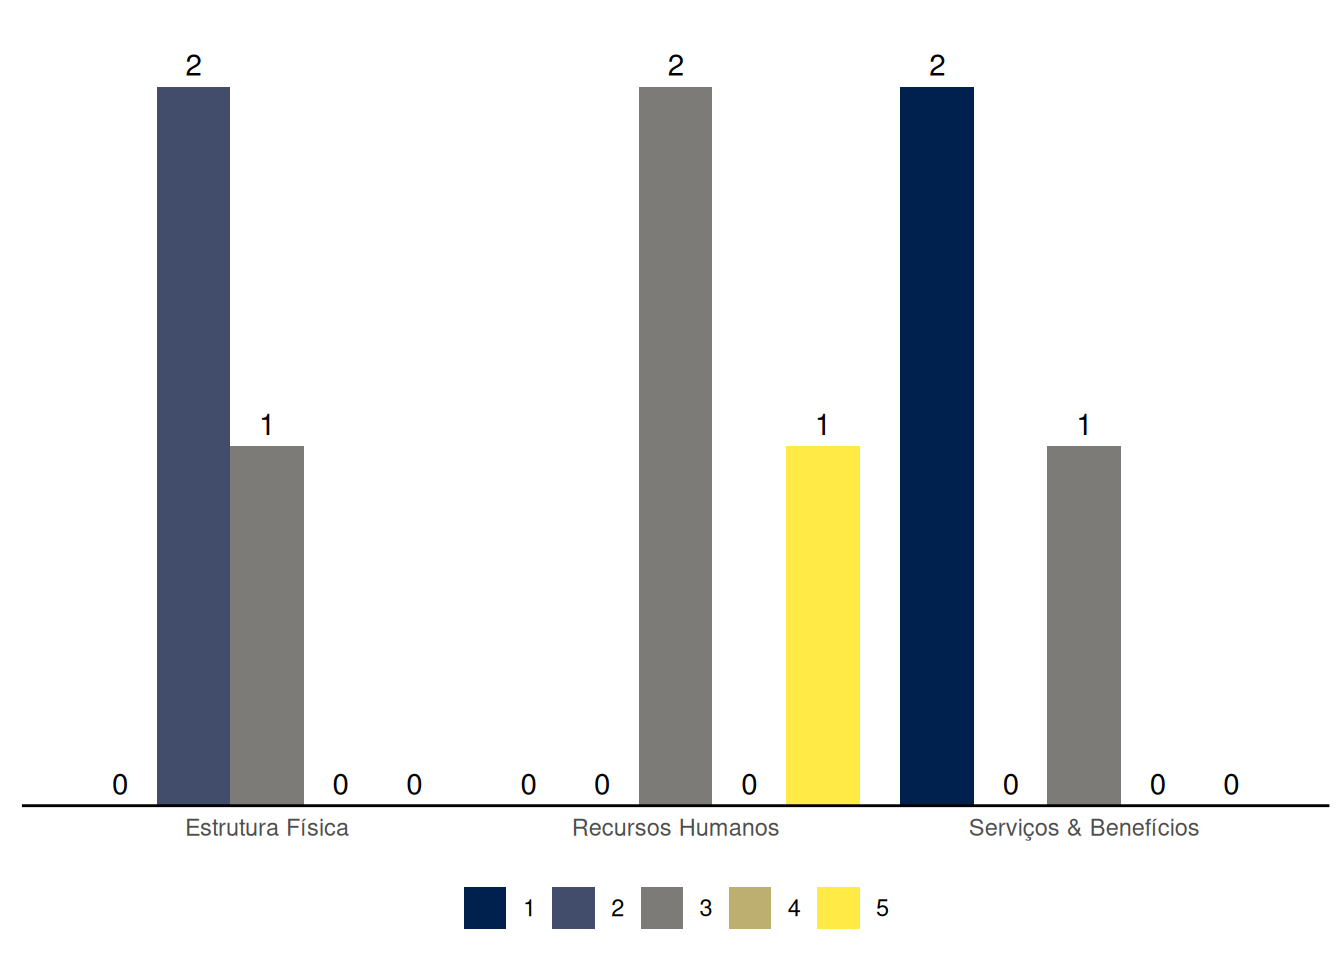 2 2 2
1 1 1
0 0 0 0 0 0 0 0 0
Estrutura Física Recursos Humanos Serviços & Benefícios
1 2 3 4 5